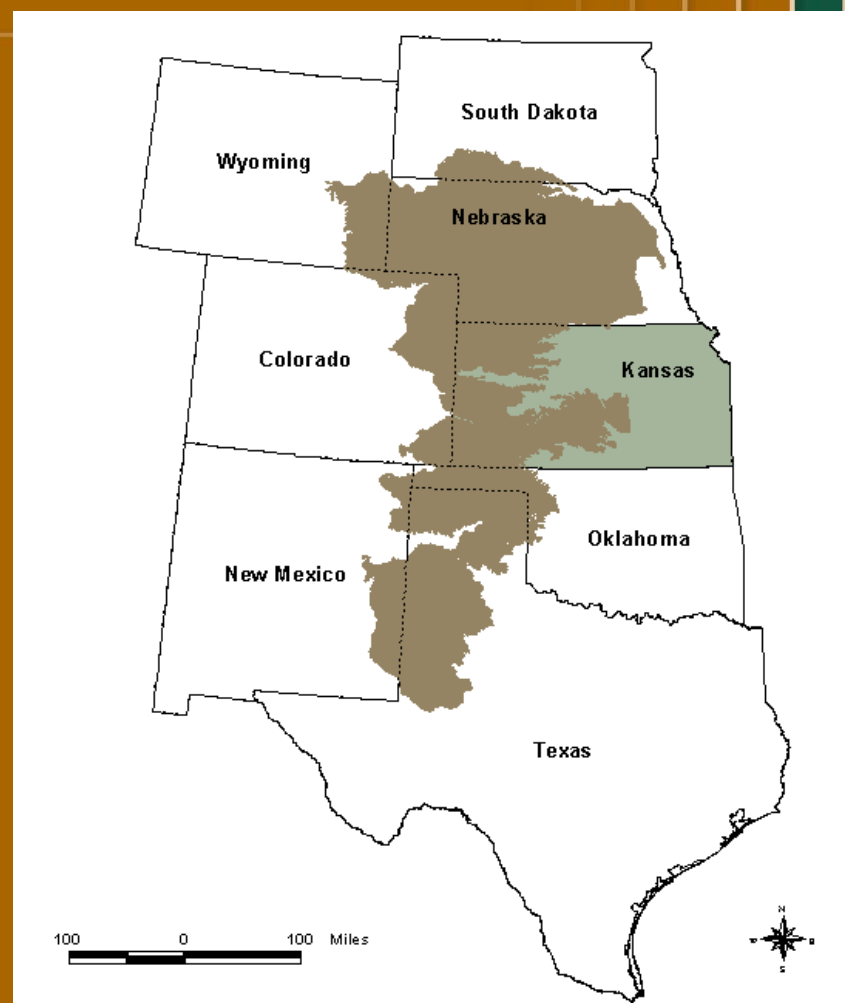 South Dakota
Wyoming
Nebraska
Colorado
Kansas
Oklahoma
New Mexico
Texas
100 0 100 Miles
N
S